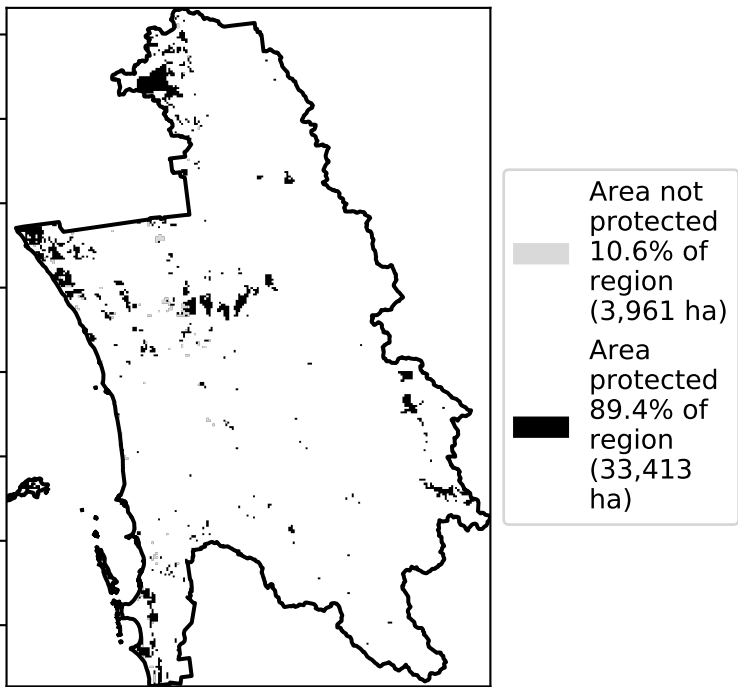 Area not
protected
10.6% of
region
(3,961 ha)
Area
protected
89.4% of
region
(33,413
ha)